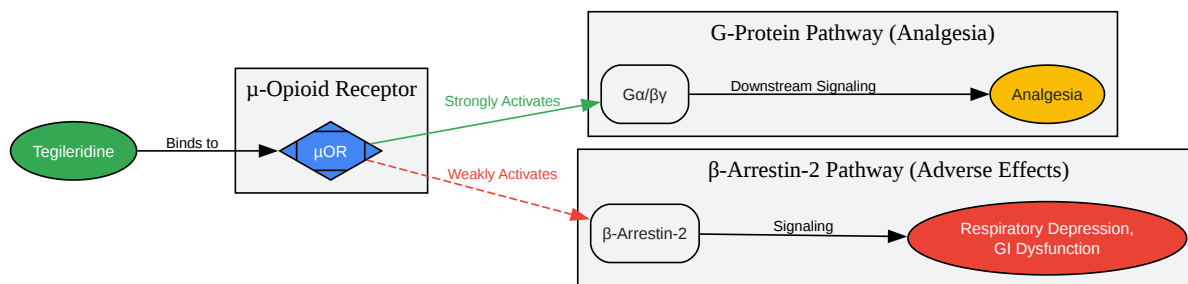 G-Protein Pathway (Analgesia)
µ-Opioid Receptor
Gα/βγ
Downstream Signaling
Analgesia
Strongly Activates
Tegileridine
Binds to
µOR
Weakly Activates
β-Arrestin-2 Pathway (Adverse Effects)
β-Arrestin-2
Signaling
Respiratory Depression,
GI Dysfunction